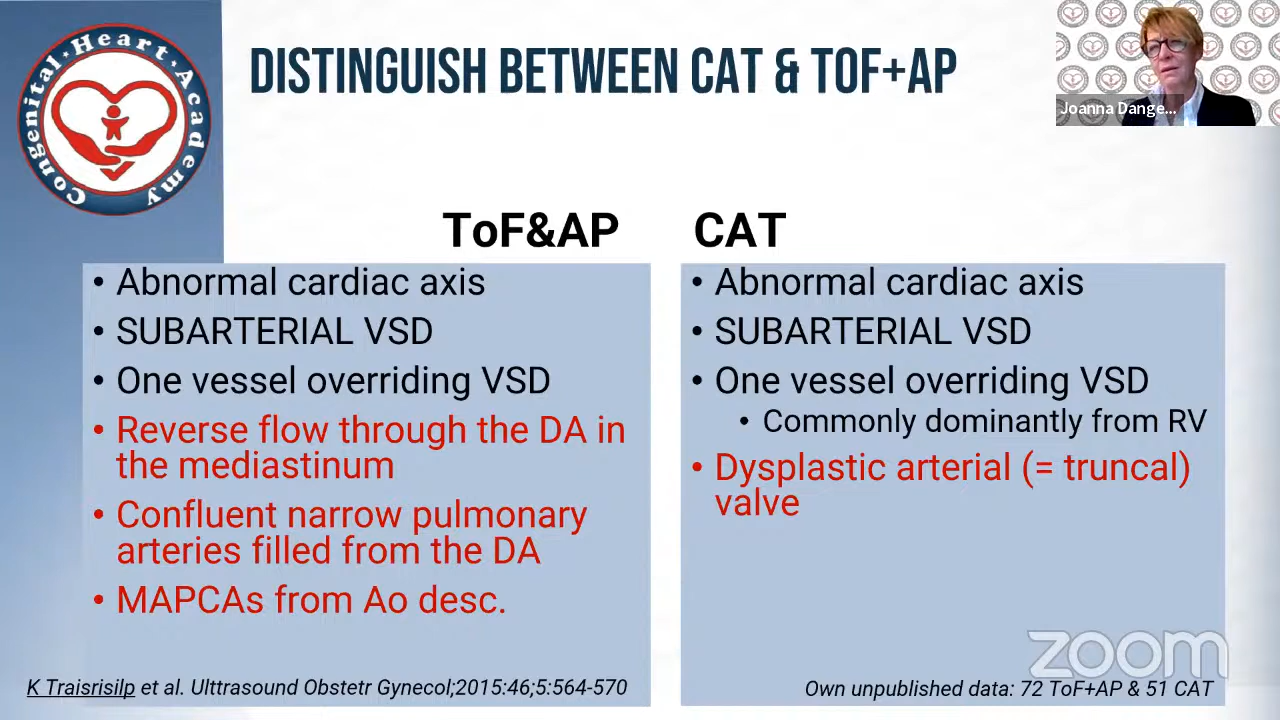 Congenital Heart Academy
DISTINGUISH BETWEEN CAT & TOF+AP
Joanna Dange...
ToF&AP
• Abnormal cardiac axis
• SUBARTERIAL VSD
• One vessel overriding VSD
• Reverse flow through the DA in
the mediastinum
• Confluent narrow pulmonary
arteries filled from the DA
• MAPCAs from Ao desc.
K Traisrisilp et al. Ulttrasound Obstetr Gynecol;2015:46;5:564-570
CAT
• Abnormal cardiac axis
• SUBARTERIAL VSD
• One vessel overriding VSD
• Commonly dominantly from RV
• Dysplastic arterial (= truncal)
valve
Own unpublished data: 72 ToF+AP & 51 CAT
zoom